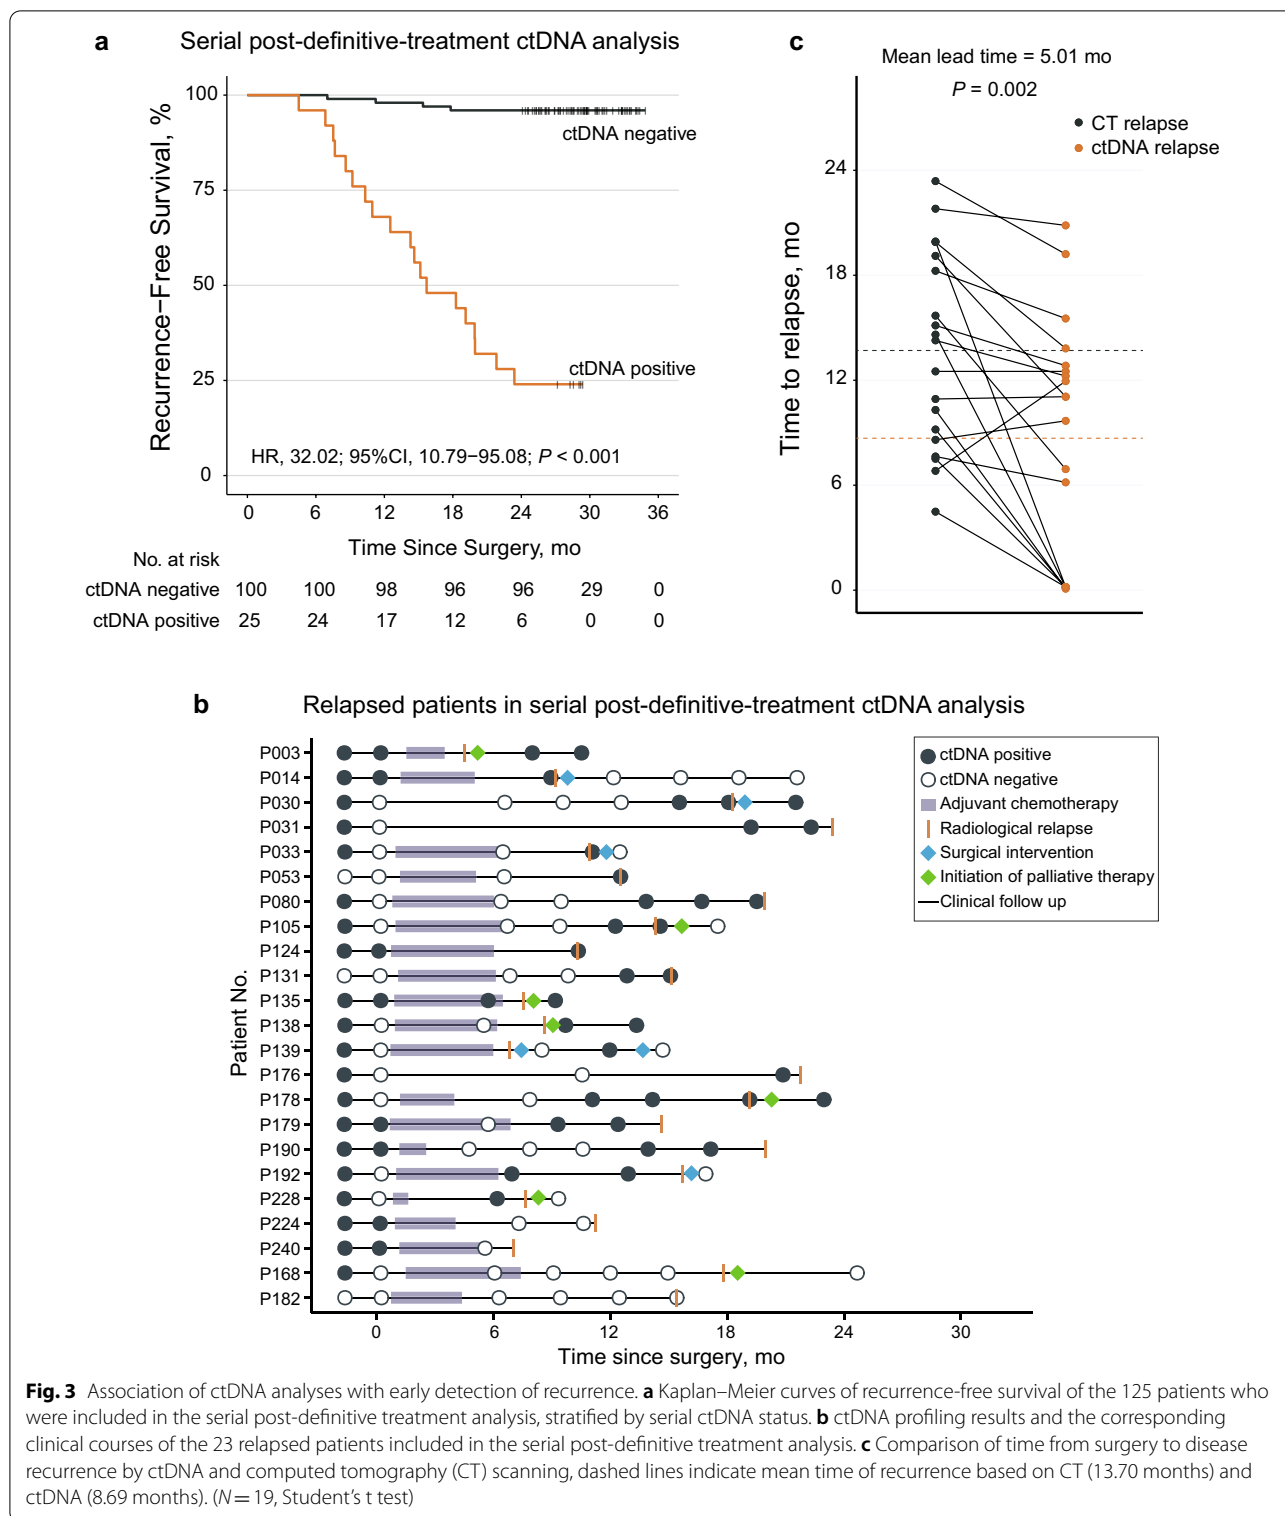 a Serial post-definitive-treatment ctDNA analysis
Recurrence−Free Survival, %
100
75
50
25
0
ctDNA negative
ctDNA positive
HR, 32.02; 95%CI, 10.79−95.08; P < 0.001
0 6 12 18 24 30 36
Time Since Surgery, mo
No. at risk
ctDNA negative 100 100 98 96 96 29 0
ctDNA positive 25 24 17 12 6 0 0
c
Mean lead time = 5.01 mo
P = 0.002
CT relapse
ctDNA relapse
Time to relapse, mo
24
18
12
6
0
b Relapsed patients in serial post-definitive-treatment ctDNA analysis
Patient No.
P003
P014
P030
P031
P033
P053
P080
P105
P124
P131
P135
P138
P139
P176
P178
P179
P190
P192
P228
P224
P240
P168
P182
ctDNA positive
ctDNA negative
Adjuvant chemotherapy
Radiological relapse
Surgical intervention
Initiation of palliative therapy
Clinical follow up
0 6 12 18 24 30
Time since surgery, mo
Fig. 3 Association of ctDNA analyses with early detection of recurrence. a Kaplan–Meier curves of recurrence-free survival of the 125 patients who
were included in the serial post-definitive treatment analysis, stratified by serial ctDNA status. b ctDNA profiling results and the corresponding
clinical courses of the 23 relapsed patients included in the serial post-definitive treatment analysis. c Comparison of time from surgery to disease
recurrence by ctDNA and computed tomography (CT) scanning, dashed lines indicate mean time of recurrence based on CT (13.70 months) and
ctDNA (8.69 months). (N = 19, Student's t test)